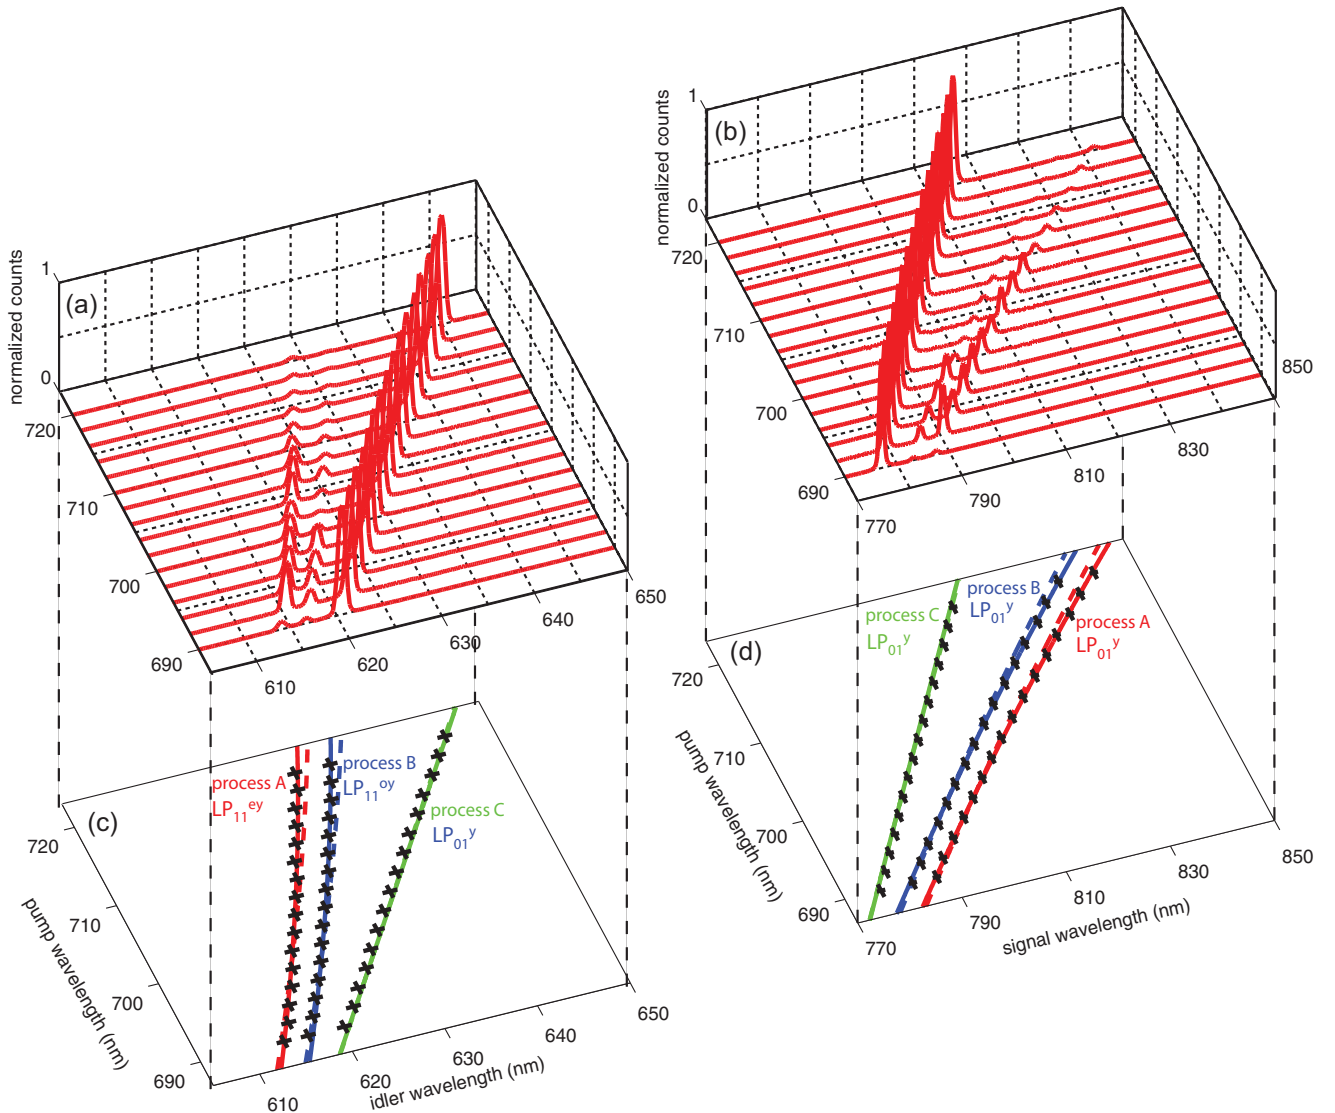 (a)
normalized counts
1
0
720
710
700
690
610
620
630
640
650
(b)
normalized counts
1
0
720
710
700
690
770
790
810
830
850
(c)
process A
LP11ey
process B
LP11oy
process C
LP01y
720
710
700
690
pump wavelength (nm)
610
620
630
640
650
idler wavelength (nm)
(d)
process C
LP01y
process B
LP01y
process A
LP01y
720
710
700
690
pump wavelength (nm)
770
790
810
830
850
signal wavelength (nm)